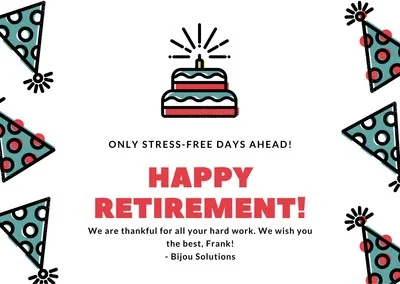 ONLY STRESS-FREE DAYS AHEAD!
HAPPY
RETIREMENT!
We are thankful for all your hard work. We wish you
the best, Frank!
- Bijou Solutions